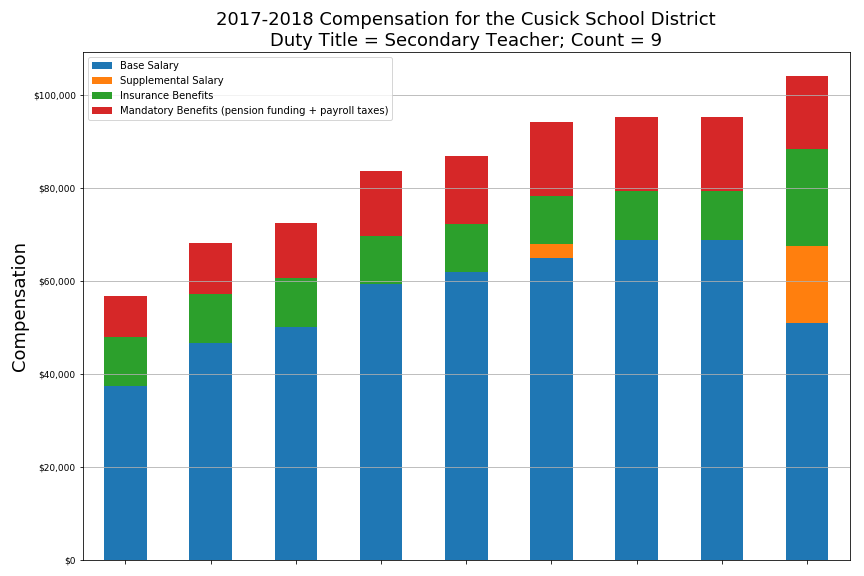 2017-2018 Compensation for the Cusick School District
Duty Title = Secondary Teacher; Count = 9
Base Salary
Supplemental Salary
Insurance Benefits
Mandatory Benefits (pension funding + payroll taxes)
$100,000
$80,000
$60,000
$40,000
$20,000
$0
Compensation